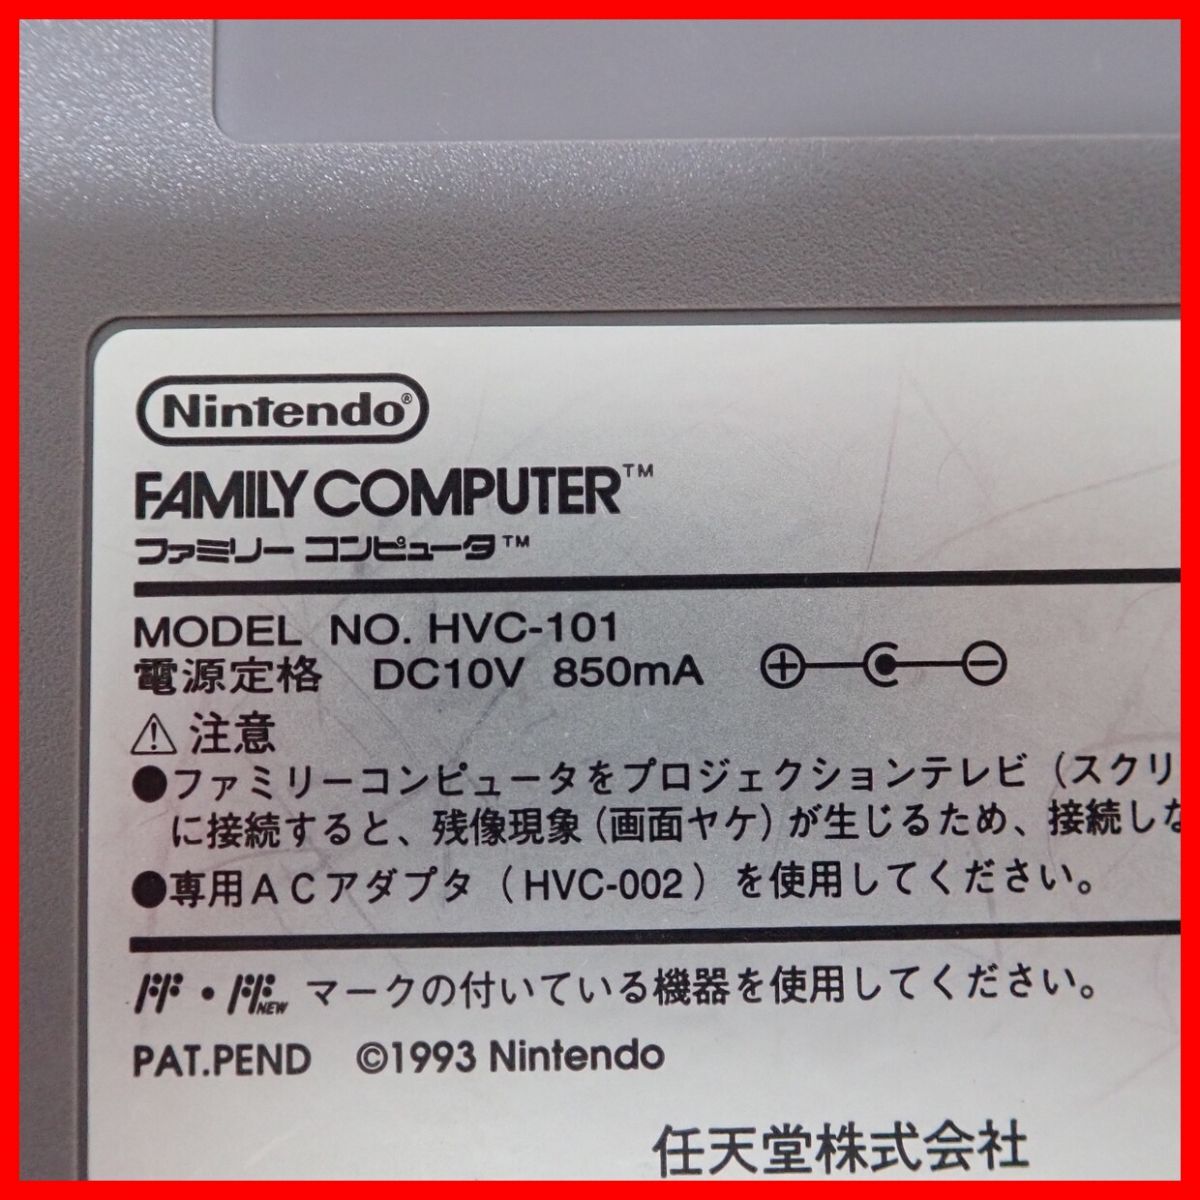 Nintendo®
FAMILY COMPUTER™
ファミリー コンピュータ™
MODEL NO. HVC-101
電源定格 DC10V 850mA
注意
●ファミリーコンピュータをプロジェクションテレビ（スクリ
に接続すると、残像現象（画面ヤケ）が生じるため、接続しな
●専用ACアダプタ（HVC-002）を使用してください。
FF・FF NEW マークの付いている機器を使用してください。
PAT.PEND ©1993 Nintendo
任天堂株式会社